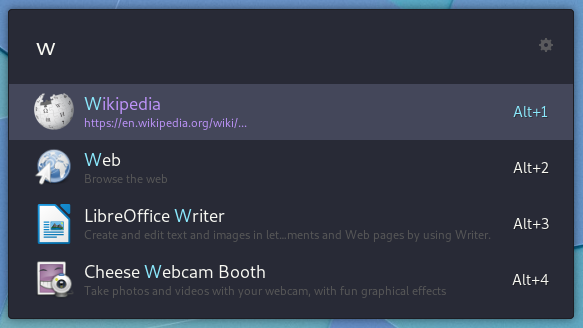 w
Wikipedia
https://en.wikipedia.org/wiki/...
Alt+1
Web
Browse the web
Alt+2
LibreOffice Writer
Create and edit text and images in let...ments and Web pages by using Writer.
Alt+3
Cheese Webcam Booth
Take photos and videos with your webcam, with fun graphical effects
Alt+4